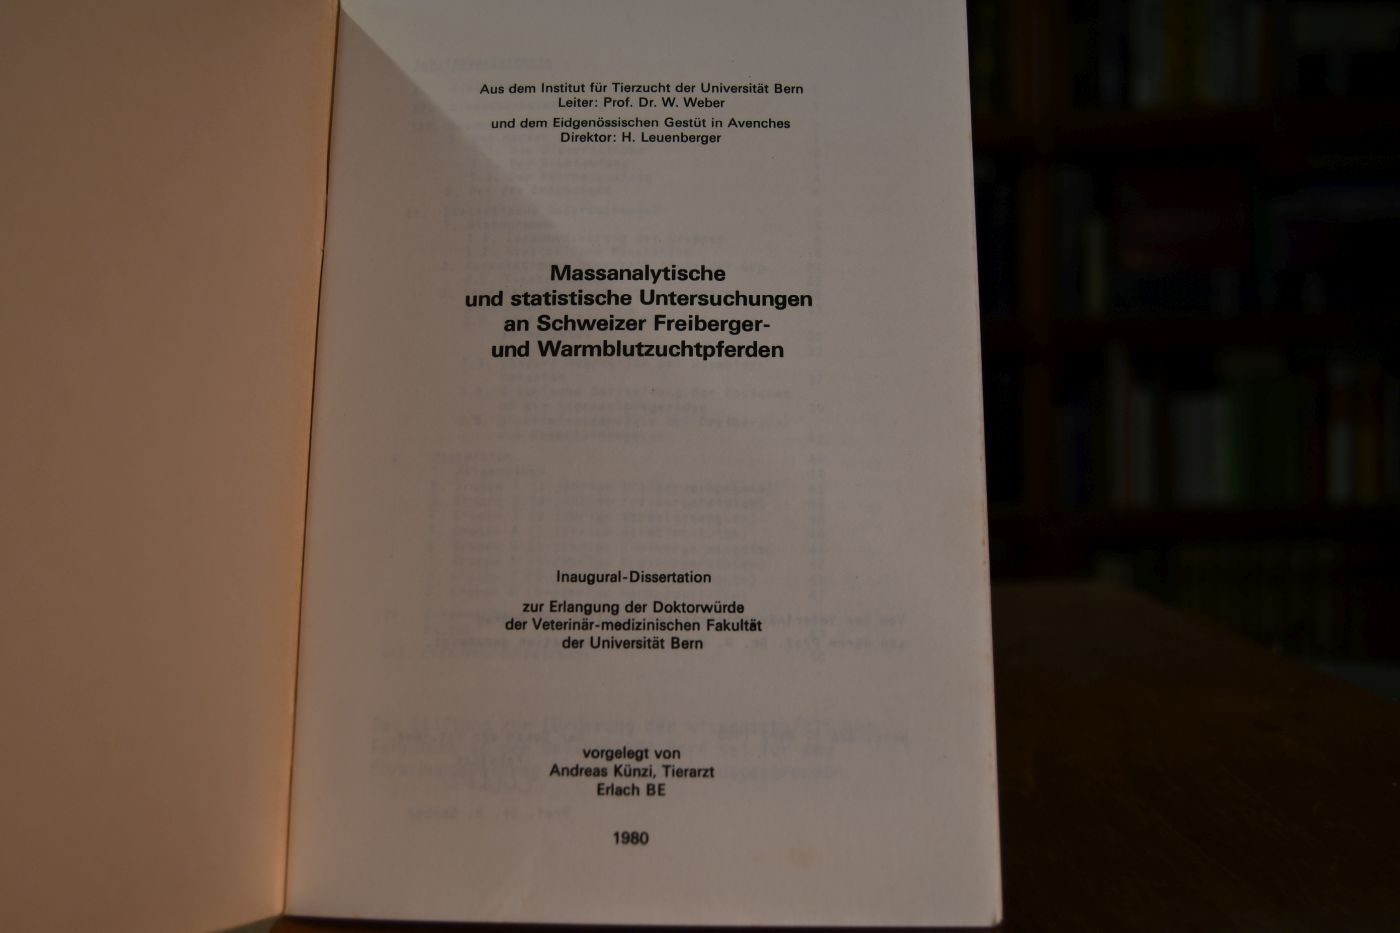 Aus dem Institut für Tierzucht der Universität Bern
Leiter: Prof. Dr. W. Weber
und dem Eidgenössischen Gestüt in Avenches
Direktor: H. Leuenberger
Massanalytische
und statistische Untersuchungen
an Schweizer Freiberger-
und Warmblutzuchtpferden
Inaugural-Dissertation
zur Erlangung der Doktorwürde
der Veterinär-medizinischen Fakultät
der Universität Bern
vorgelegt von
Andreas Künzi, Tierarzt
Erlach BE
1980